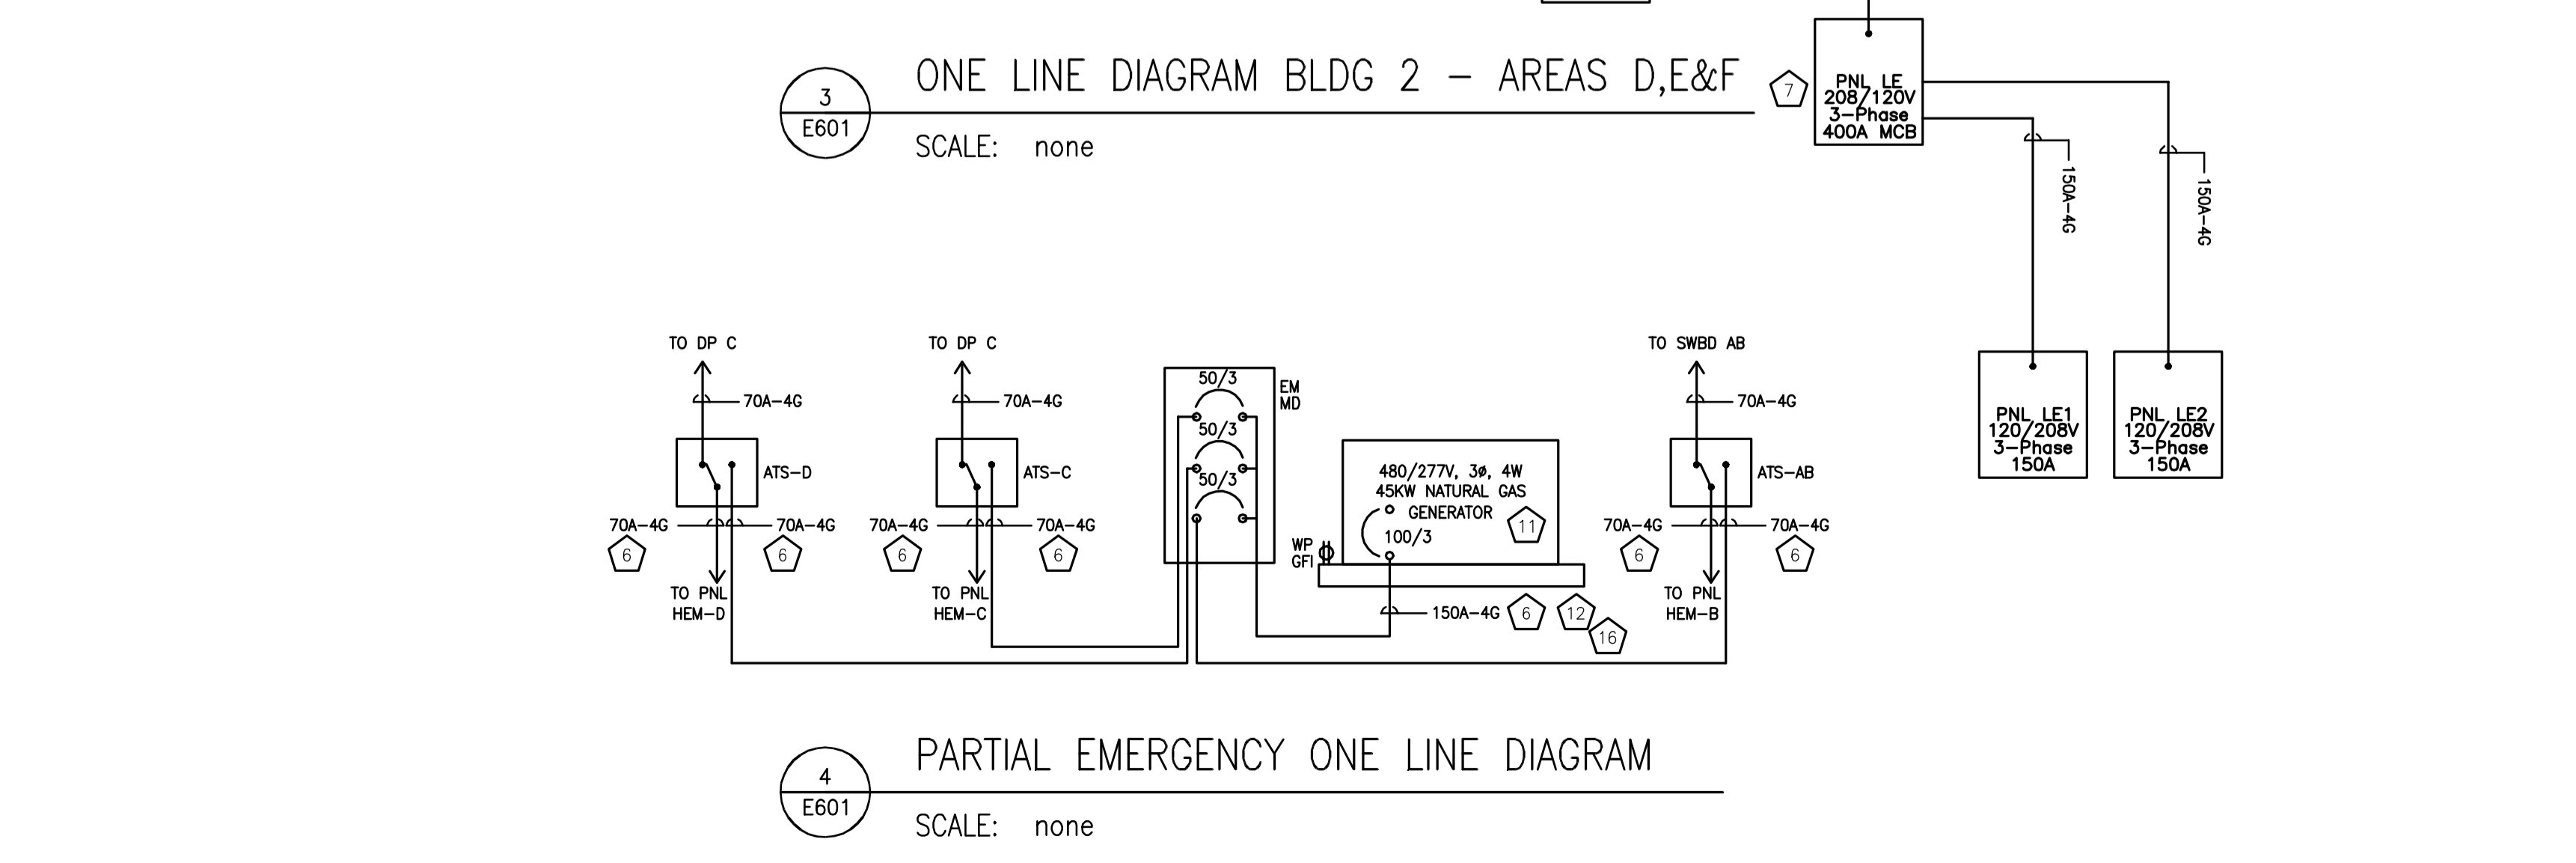 3
E601
ONE LINE DIAGRAM BLDG 2 - AREAS D,E&F
SCALE: none
7
PNL LE
208/120V
3-Phase
400A MCB
150A-4G
150A-4G
PNL LE1
120/208V
3-Phase
150A
PNL LE2
120/208V
3-Phase
150A
TO DP C
70A-4G
ATS-D
70A-4G
70A-4G
6
6
TO PNL
HEM-D
TO DP C
70A-4G
ATS-C
70A-4G
70A-4G
6
6
TO PNL
HEM-C
50/3
50/3
50/3
EM
MD
480/277V, 3ø, 4W
45KW NATURAL GAS
GENERATOR
11
100/3
WP
GFI
150A-4G
6
12
16
TO SWBD AB
70A-4G
ATS-AB
70A-4G
70A-4G
6
6
TO PNL
HEM-B
4
E601
PARTIAL EMERGENCY ONE LINE DIAGRAM
SCALE: none